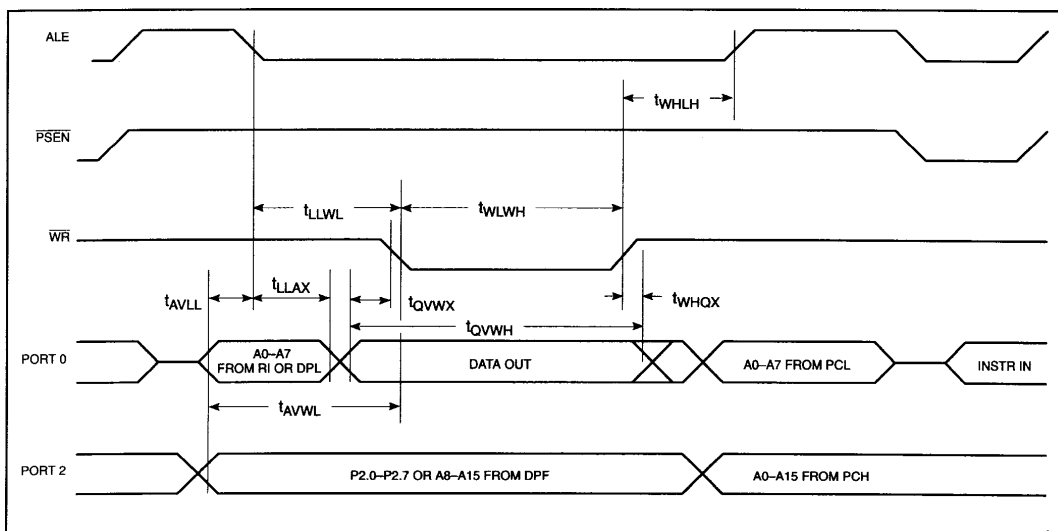 ALE
tWHLH
PSEN
tLLWL
tWLWH
WR
tLLAX
tAVLL
tQVWX
tWHQX
tQVWH
PORT 0
A0–A7
FROM RI OR DPL
DATA OUT
A0–A7 FROM PCL
INSTR IN
tAVWL
PORT 2
P2.0–P2.7 OR A8–A15 FROM DPF
A0–A15 FROM PCH